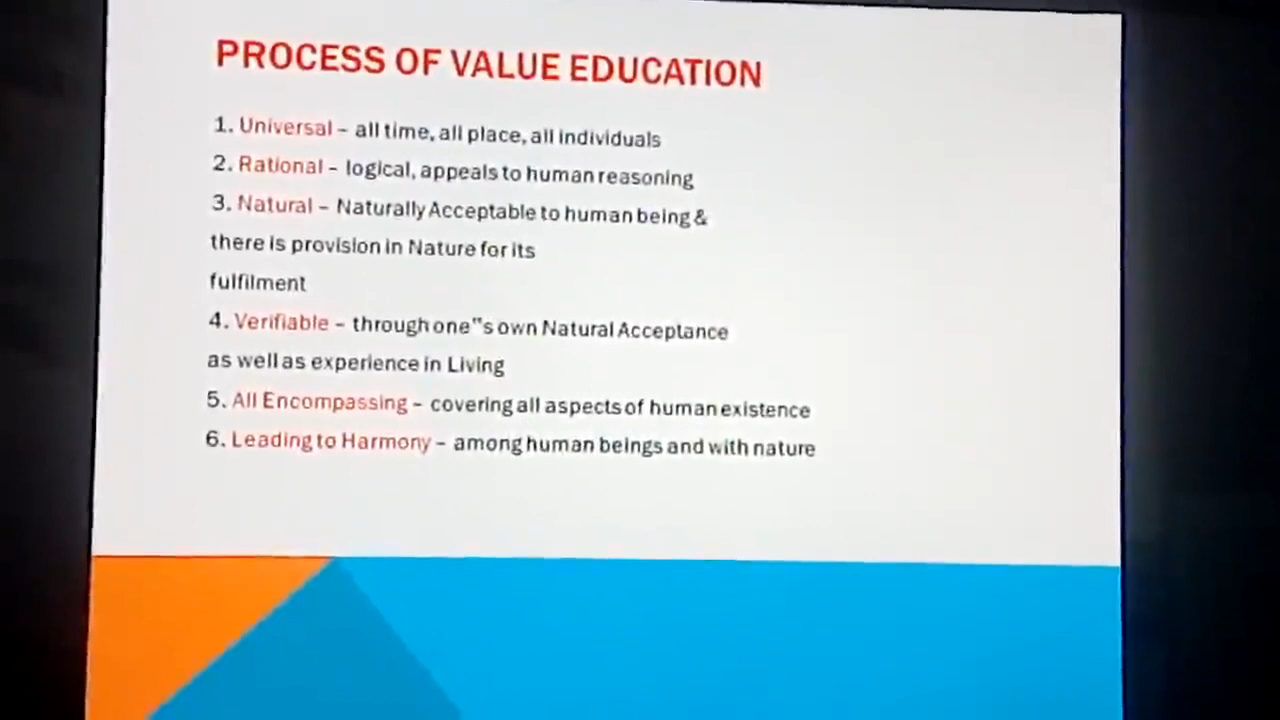 PROCESS OF VALUE EDUCATION
1. Universal – all time, all place, all individuals
2. Rational – logical, appeals to human reasoning
3. Natural – Naturally Acceptable to human being &
there is provision in Nature for its
fulfilment
4. Verifiable – through one‟s own Natural Acceptance
as well as experience in Living
5. All Encompassing – covering all aspects of human existence
6. Leading to Harmony – among human beings and with nature